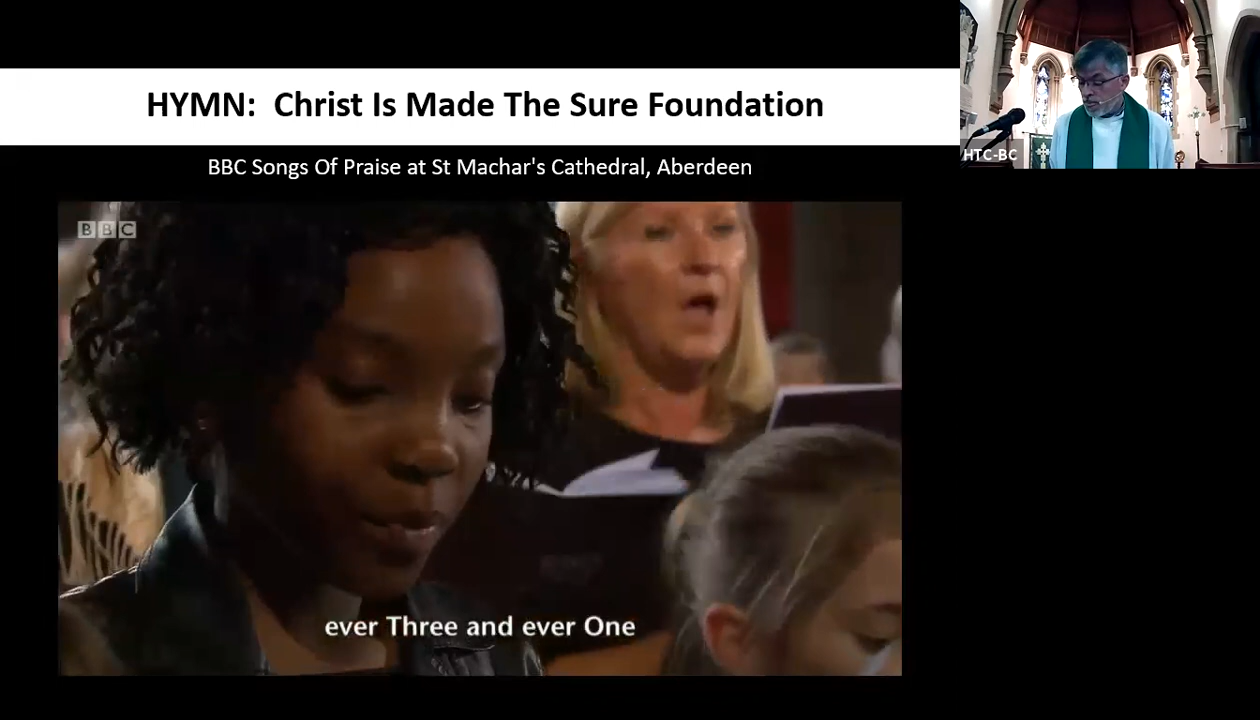 HYMN:  Christ Is Made The Sure Foundation
HTC-BC
BBC Songs Of Praise at St Machar's Cathedral, Aberdeen
BBC
ever Three and ever One